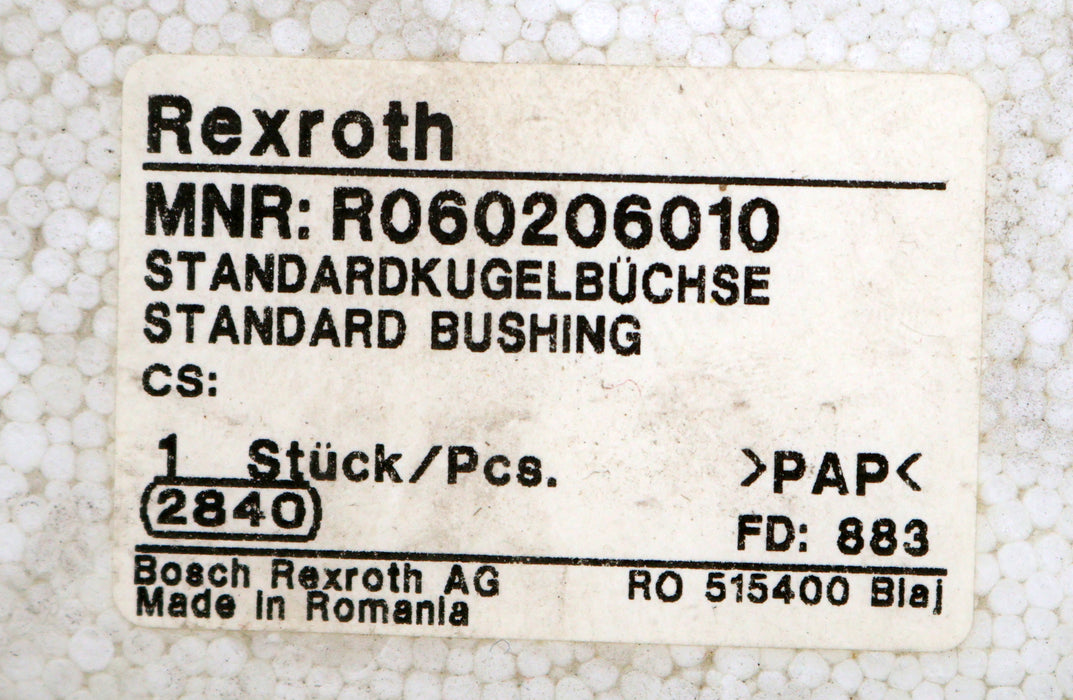 Rexroth
MNR: R060206010
STANDARDKUGELBÜCHSE
STANDARD BUSHING
CS:
1 Stück/Pcs. >PAP<
2840 FD: 883
Bosch Rexroth AG RO 515400 Blaj
Made in Romania